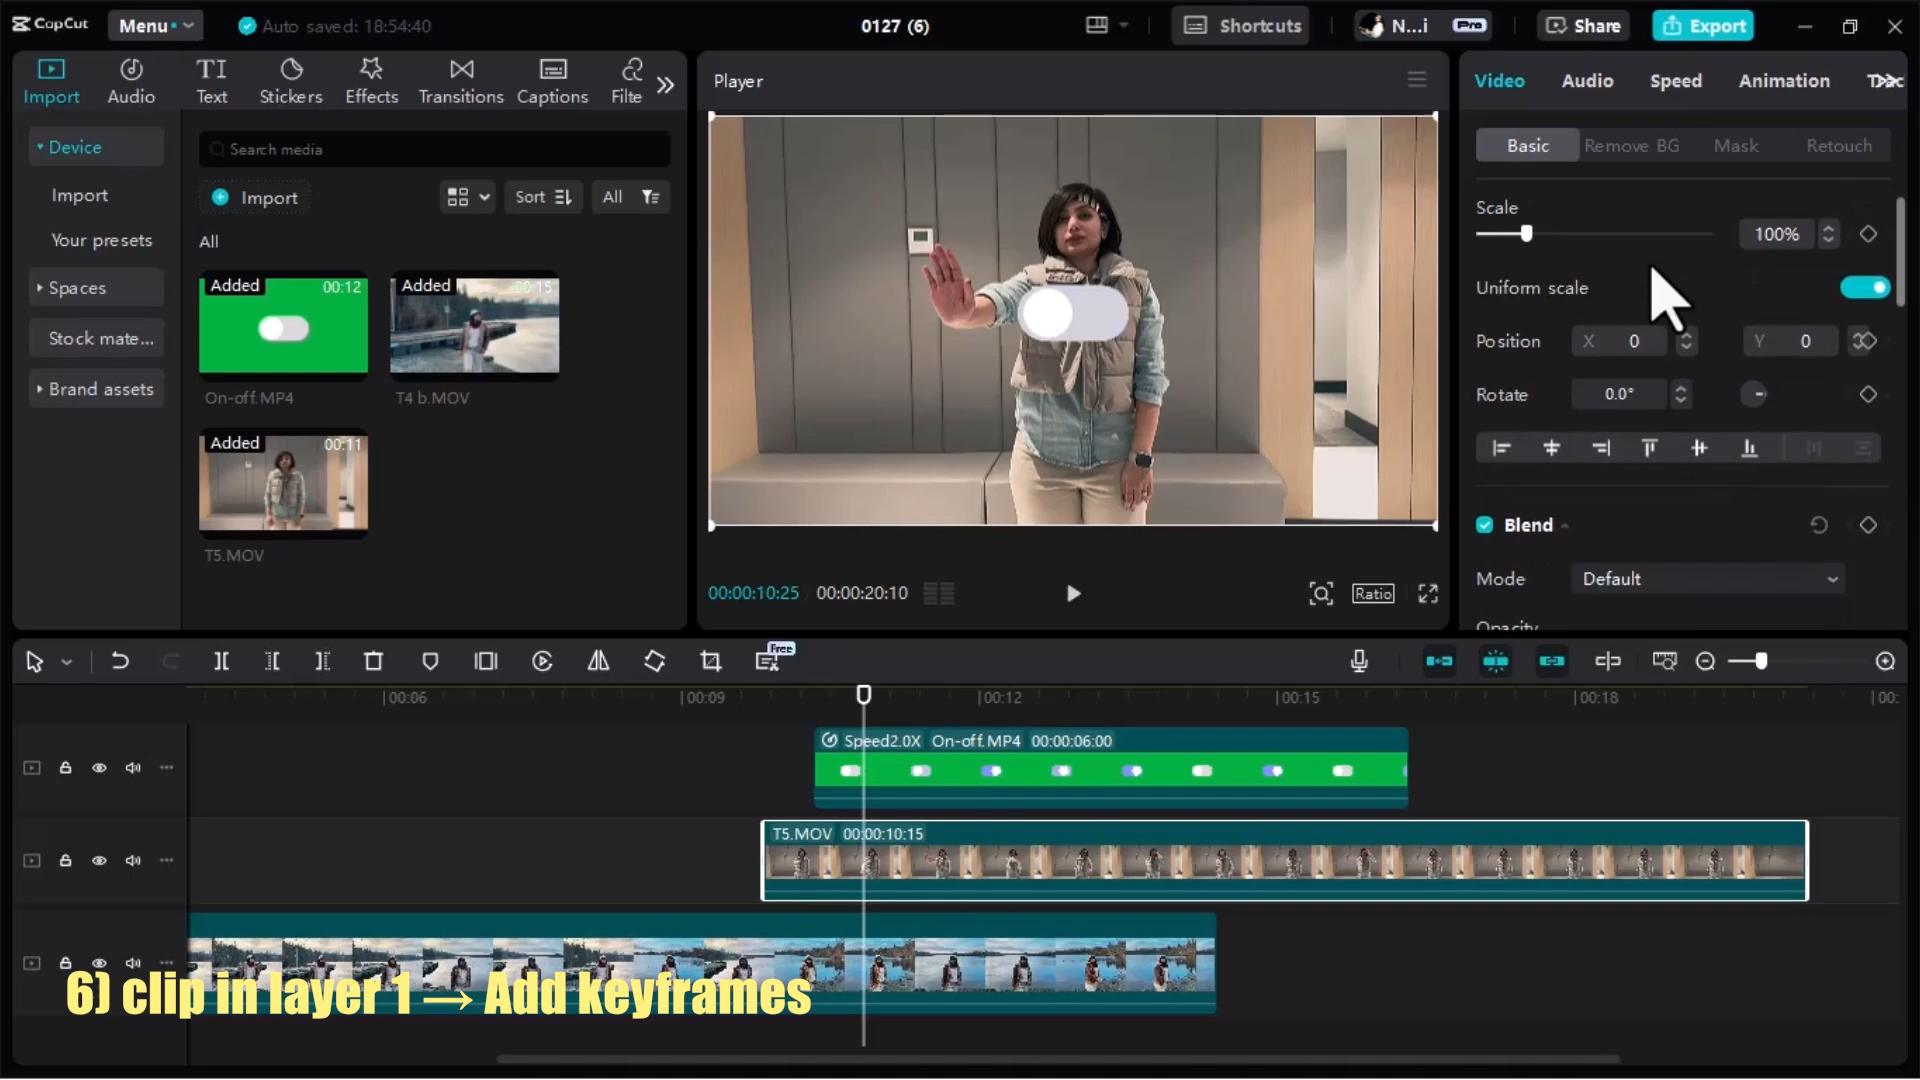 CapCut
Menu
Auto saved: 18:54:40
0127 (6)
Shortcuts
N...i
Pro
Share
Export
Import
Audio
Text
Stickers
Effects
Transitions
Captions
Filte
Device
Import
Your presets
Spaces
Stock mate...
Brand assets
Search media
Import
Sort
All
All
Added
00:12
On-off.MP4
Added
00:15
T4 b.MOV
Added
00:11
T5.MOV
Player
00:00:10:25
00:00:20:10
Ratio
Video
Audio
Speed
Animation
Basic
Remove BG
Mask
Retouch
Scale
100%
Uniform scale
Position
X 0
Y 0
Rotate
0.0°
Blend
Mode
Default
Opacity
Free
00:06
00:09
00:12
00:15
00:18
00:
Speed2.0X On-off.MP4 00:00:06:00
T5.MOV 00:00:10:15
6) clip in layer 1 → Add keyframes